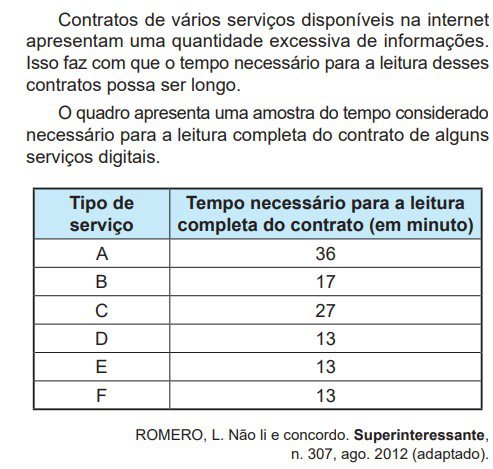 Contratos de vários serviços disponíveis na internet
apresentam uma quantidade excessiva de informações.
Isso faz com que o tempo necessário para a leitura desses
contratos possa ser longo.
O quadro apresenta uma amostra do tempo considerado
necessário para a leitura completa do contrato de alguns
serviços digitais.
Tipo de serviço | Tempo necessário para a leitura completa do contrato (em minuto)
A 36
B 17
C 27
D 13
E 13
F 13
ROMERO, L. Não li e concordo. Superinteressante,
n. 307, ago. 2012 (adaptado).